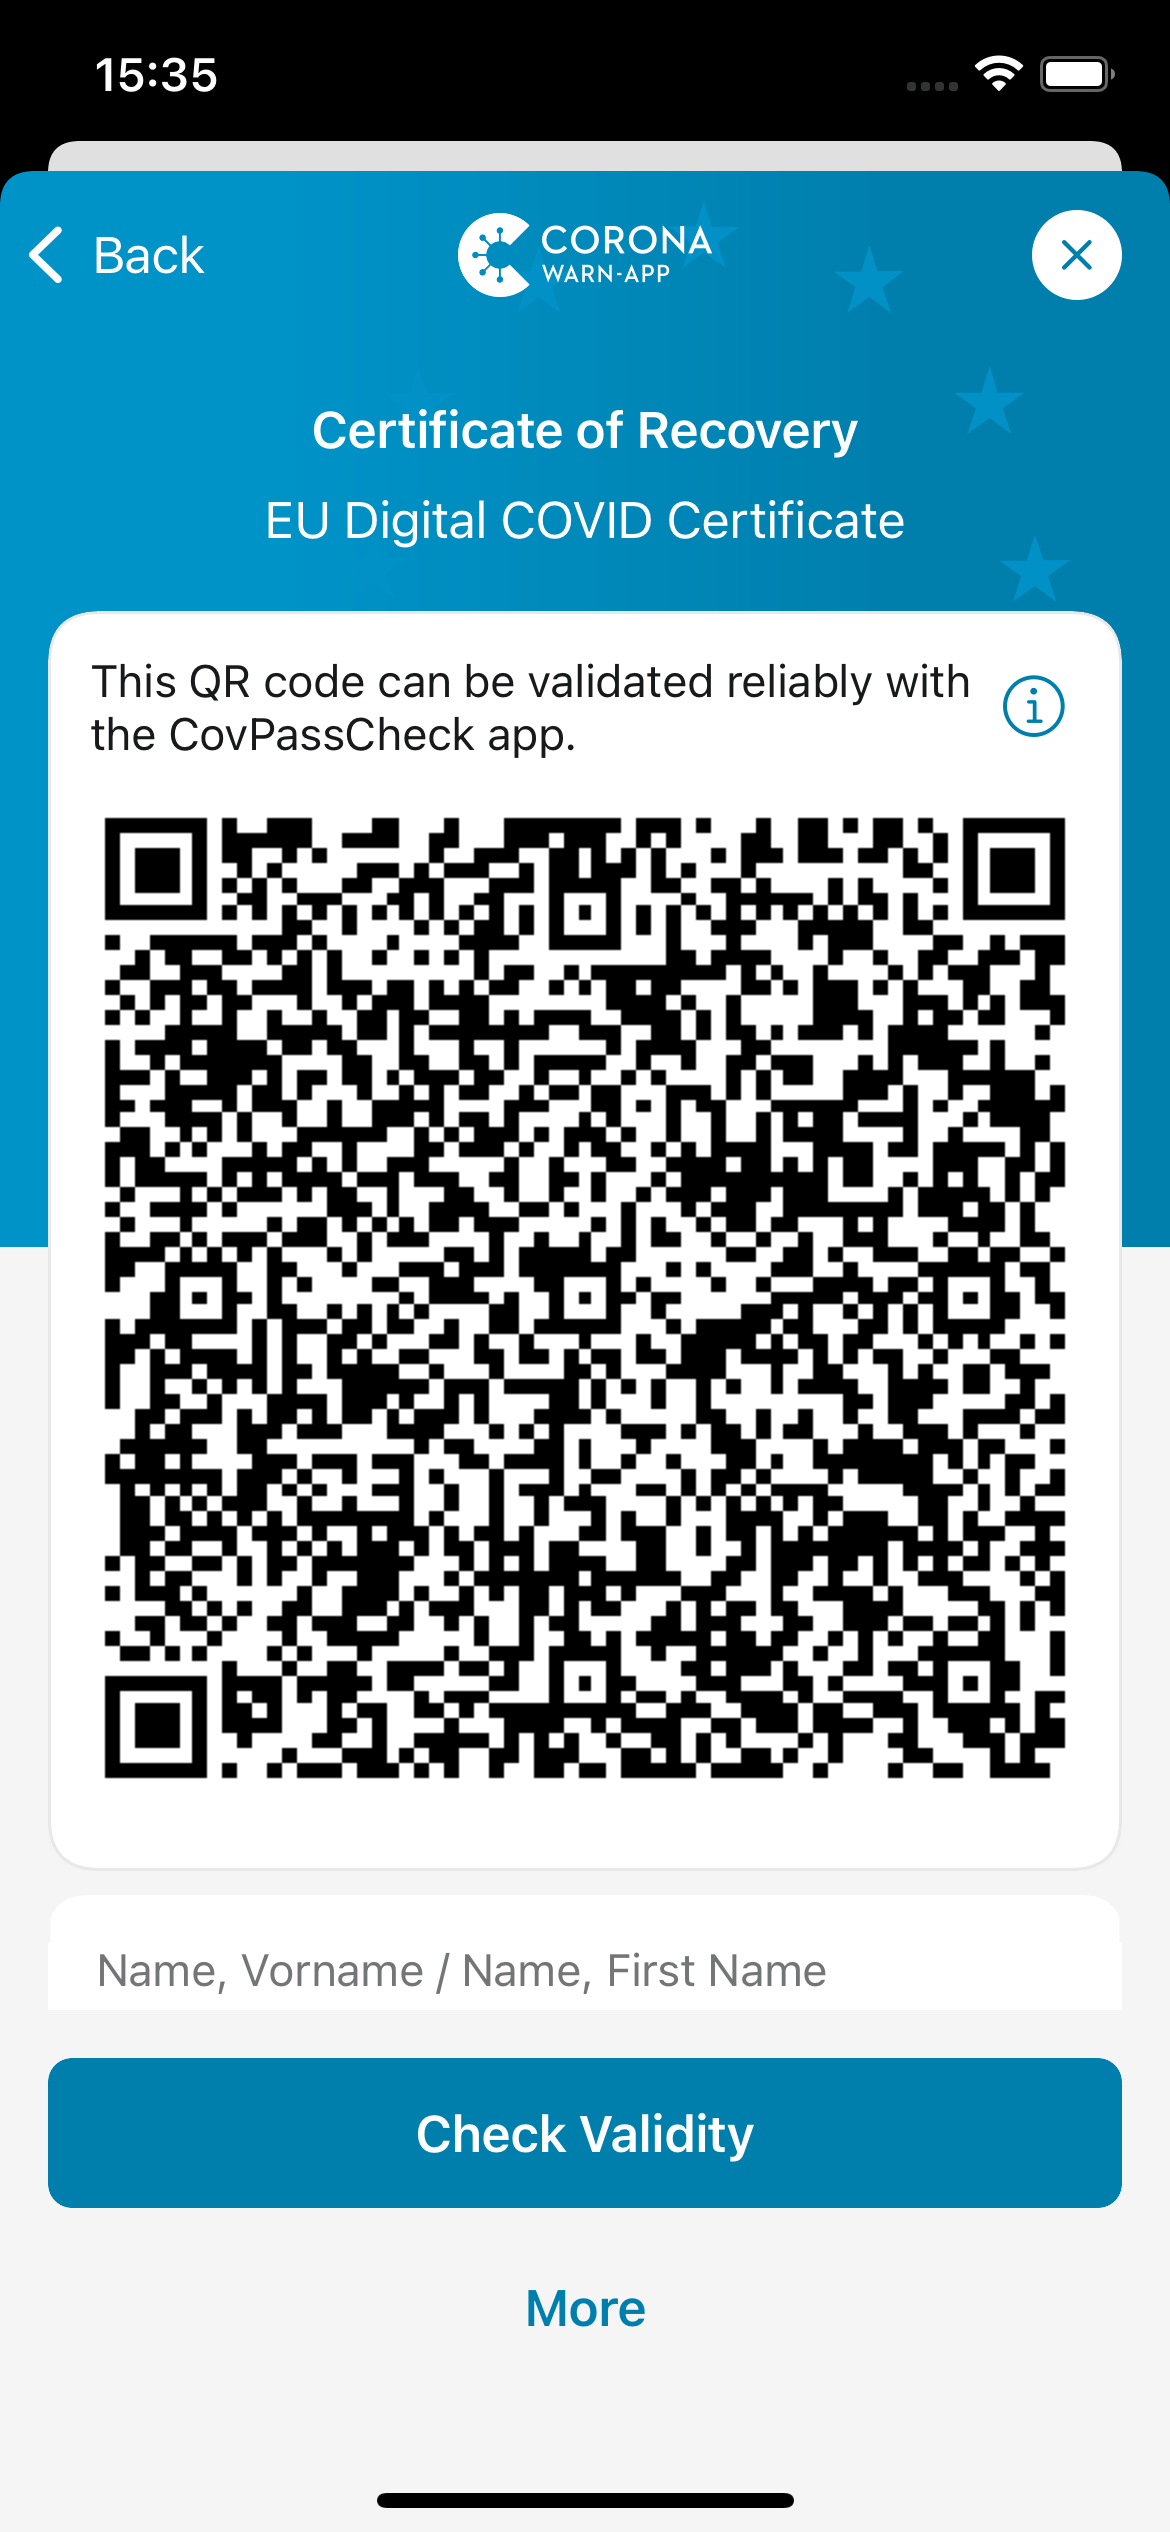 15:35
Back
CORONA
WARN-APP
Certificate of Recovery
EU Digital COVID Certificate
This QR code can be validated reliably with
the CovPassCheck app.
Name, Vorname / Name, First Name
Check Validity
More